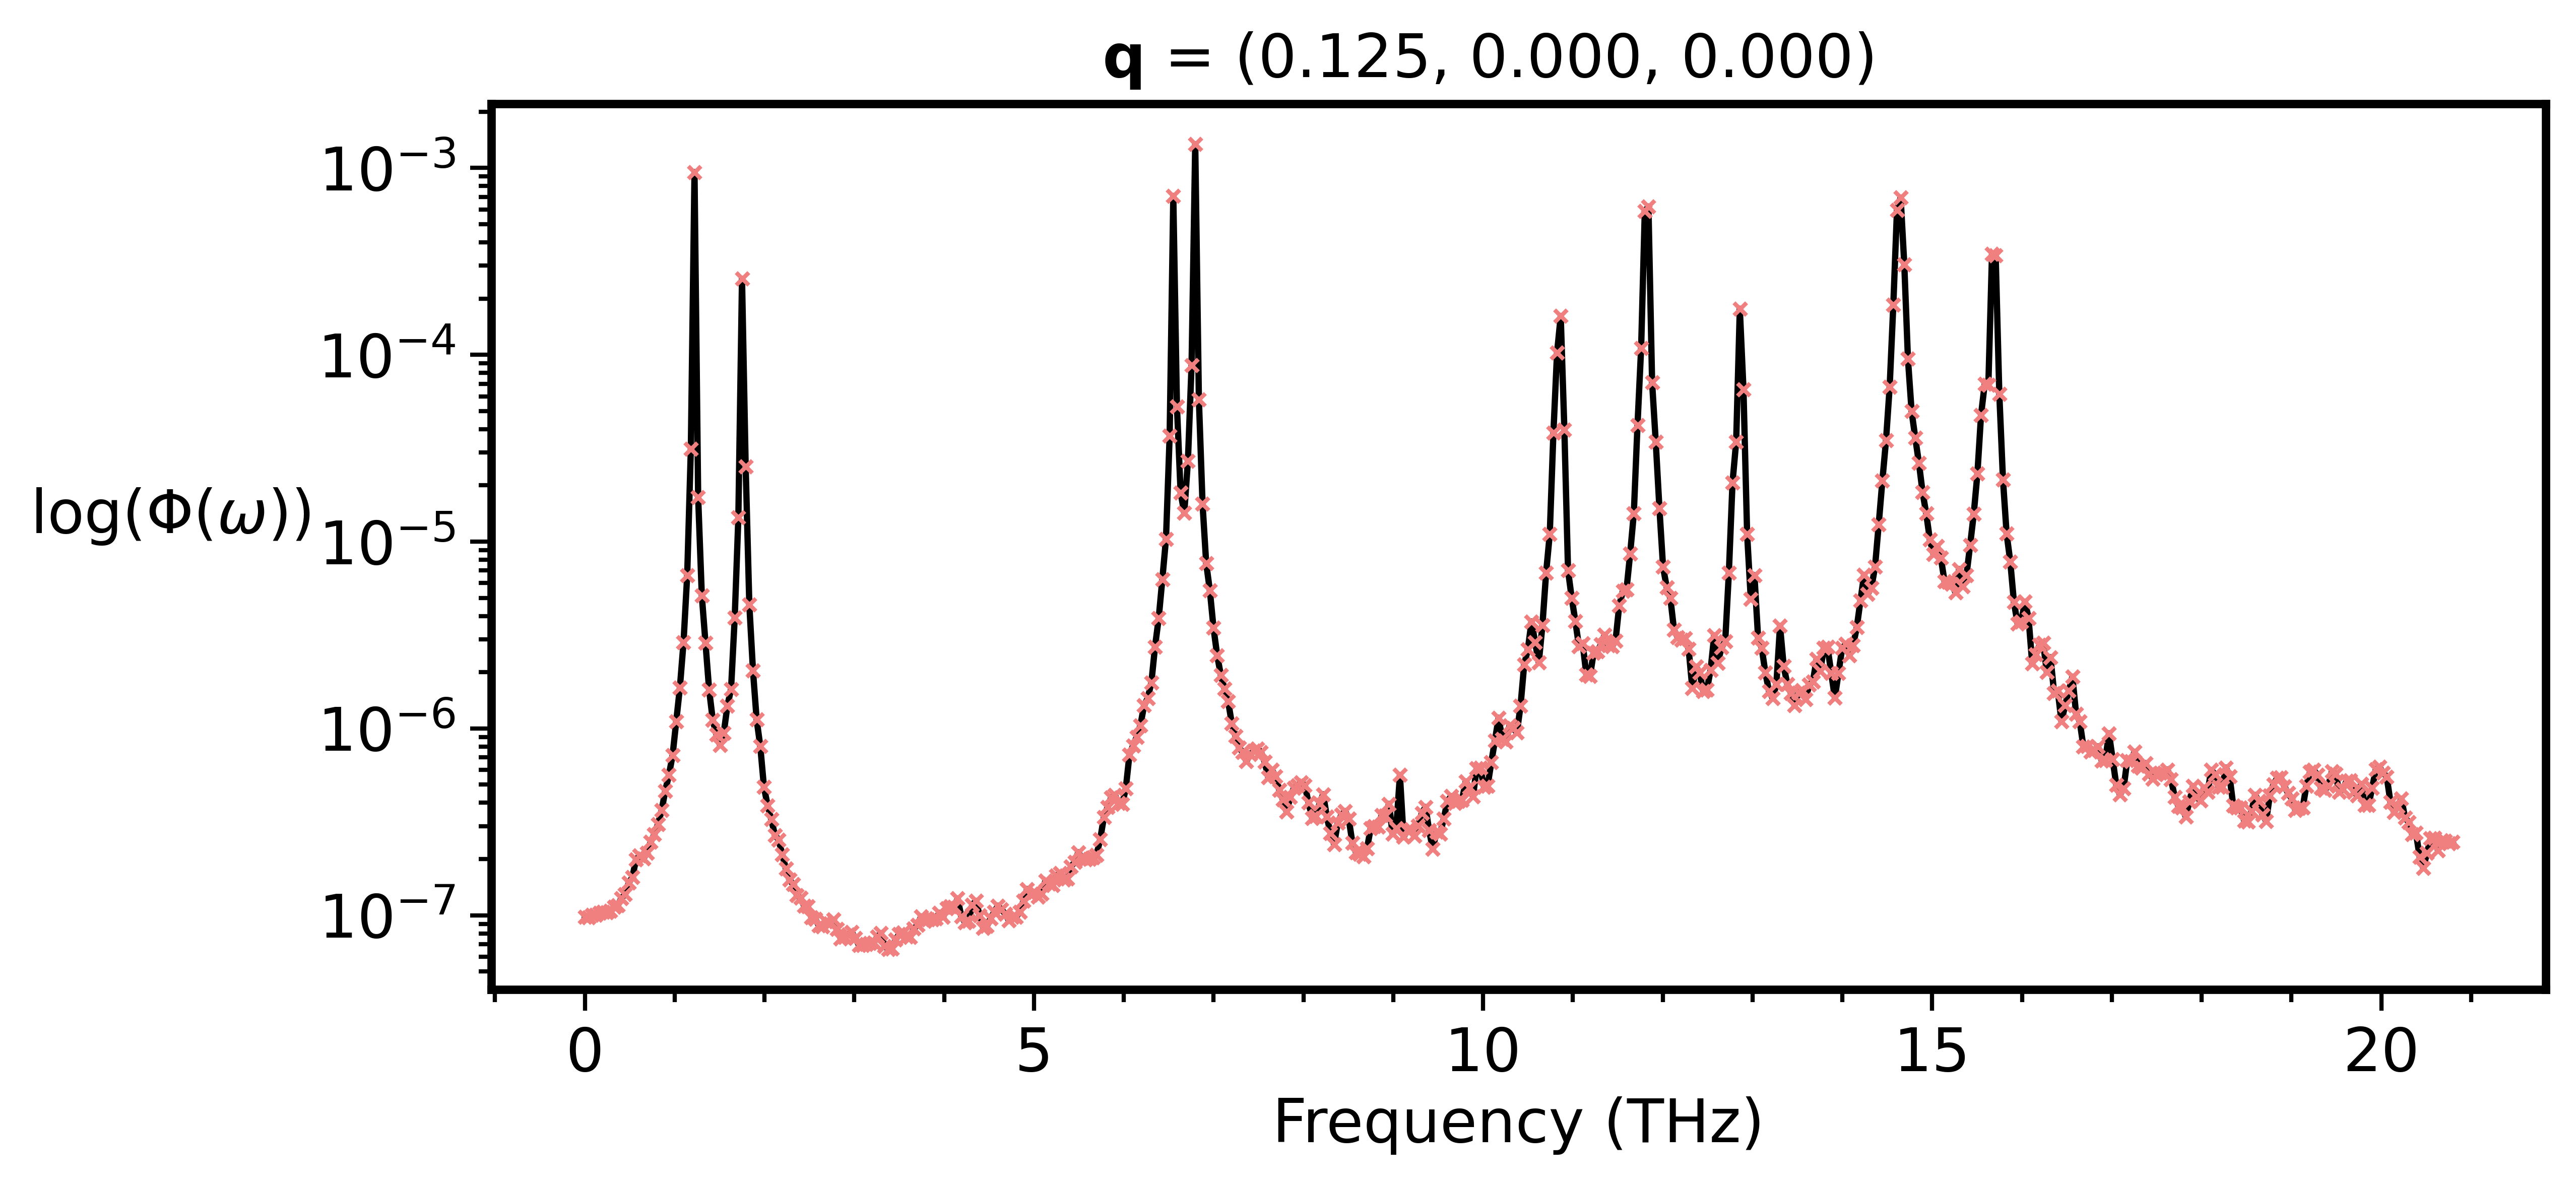 q = (0.125, 0.000, 0.000)
log(Φ(ω))
10⁻³
10⁻⁴
10⁻⁵
10⁻⁶
10⁻⁷
0 5 10 15 20
Frequency (THz)